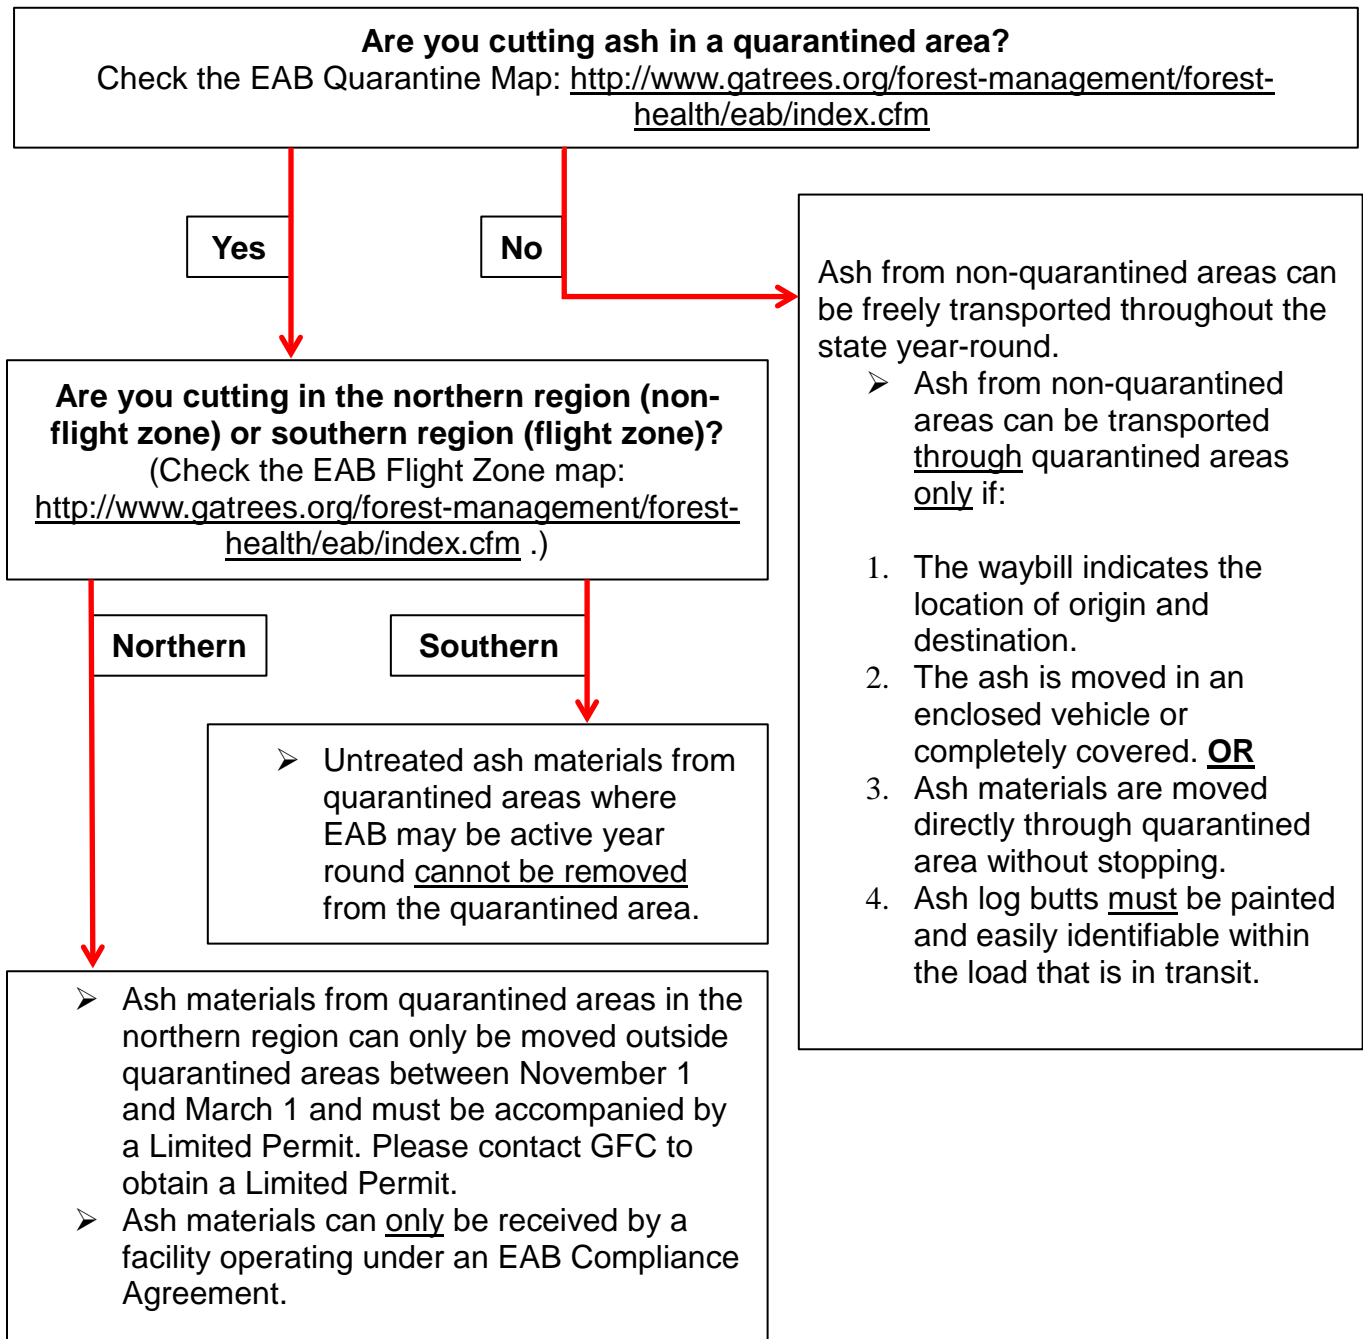 Are you cutting ash in a quarantined area?
Check the EAB Quarantine Map: http://www.gatrees.org/forest-management/forest-
health/eab/index.cfm
Yes
No
Are you cutting in the northern region (non-
flight zone) or southern region (flight zone)?
(Check the EAB Flight Zone map:
http://www.gatrees.org/forest-management/forest-
health/eab/index.cfm .)
Northern
Southern
➢ Untreated ash materials from
quarantined areas where
EAB may be active year
round cannot be removed
from the quarantined area.
➢ Ash materials from quarantined areas in the
northern region can only be moved outside
quarantined areas between November 1
and March 1 and must be accompanied by
a Limited Permit. Please contact GFC to
obtain a Limited Permit.
➢ Ash materials can only be received by a
facility operating under an EAB Compliance
Agreement.
Ash from non-quarantined areas can
be freely transported throughout the
state year-round.
➢ Ash from non-quarantined
areas can be transported
through quarantined areas
only if:
1. The waybill indicates the
location of origin and
destination.
2. The ash is moved in an
enclosed vehicle or
completely covered. OR
3. Ash materials are moved
directly through quarantined
area without stopping.
4. Ash log butts must be painted
and easily identifiable within
the load that is in transit.